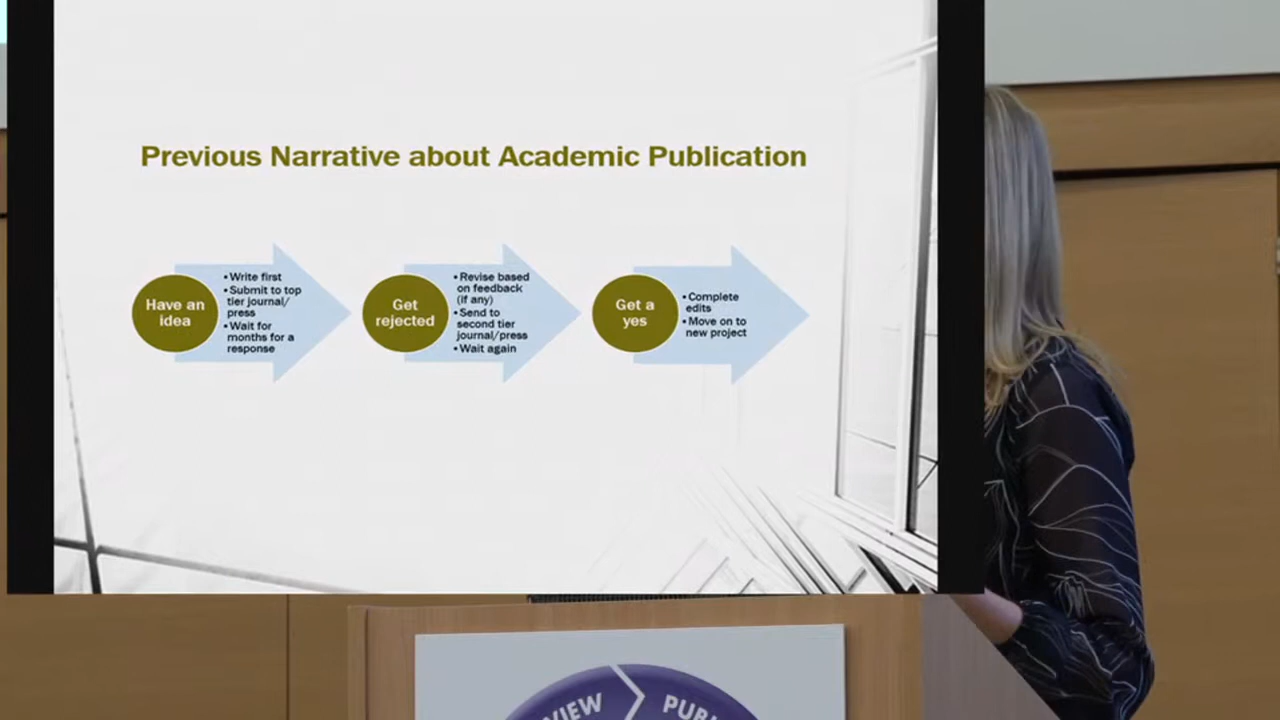 Previous Narrative about Academic Publication
Have an
idea
• Write first
• Submit to top
tier journal/
press
• Wait for
months for a
response
Get
rejected
• Revise based
on feedback
(if any)
• Send to
second tier
journal/press
• Wait again
Get a
yes
• Complete
edits
• Move on to
new project